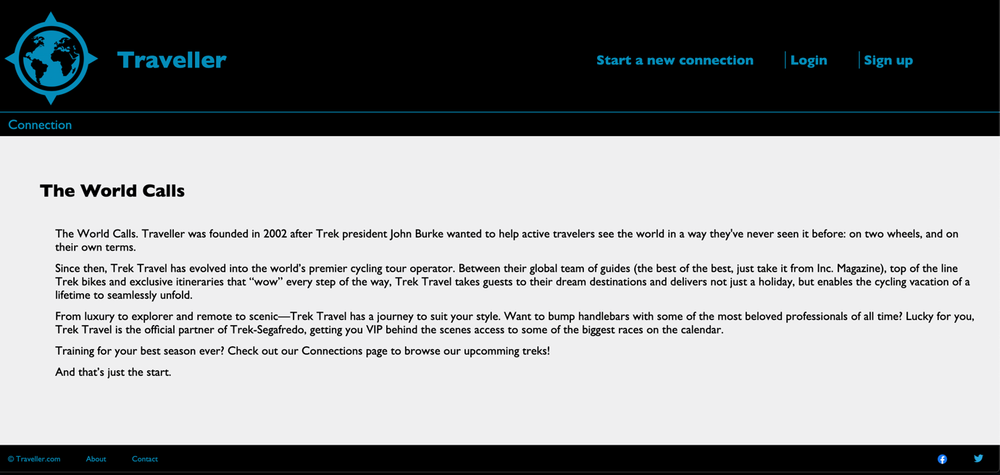 Traveller
Start a new connection
Login
Sign up
Connection
The World Calls
The World Calls. Traveller was founded in 2002 after Trek president John Burke wanted to help active travelers see the world in a way they've never seen it before: on two wheels, and on
their own terms.
Since then, Trek Travel has evolved into the world’s premier cycling tour operator. Between their global team of guides (the best of the best, just take it from Inc. Magazine), top of the line
Trek bikes and exclusive itineraries that “wow” every step of the way, Trek Travel takes guests to their dream destinations and delivers not just a holiday, but enables the cycling vacation of a
lifetime to seamlessly unfold.
From luxury to explorer and remote to scenic—Trek Travel has a journey to suit your style. Want to bump handlebars with some of the most beloved professionals of all time? Lucky for you,
Trek Travel is the official partner of Trek-Segafredo, getting you VIP behind the scenes access to some of the biggest races on the calendar.
Training for your best season ever? Check out our Connections page to browse our upcomming treks!
And that’s just the start.
© Traveller.com
About
Contact